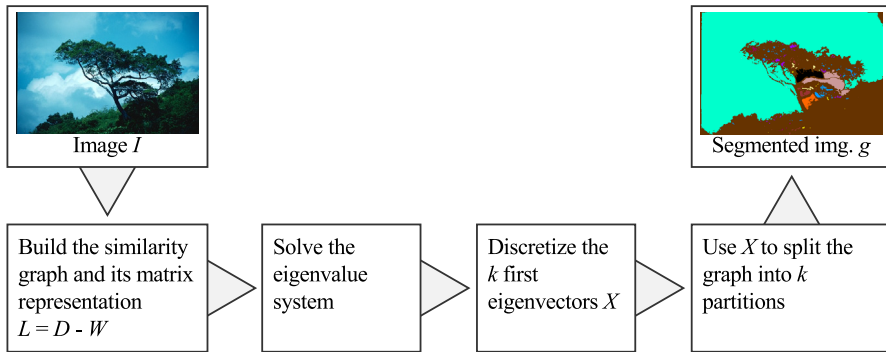 Image I
Segmented img. g
Build the similarity
graph and its matrix
representation
L = D - W
Solve the
eigenvalue
system
Discretize the
k first
eigenvectors X
Use X to split the
graph into k
partitions